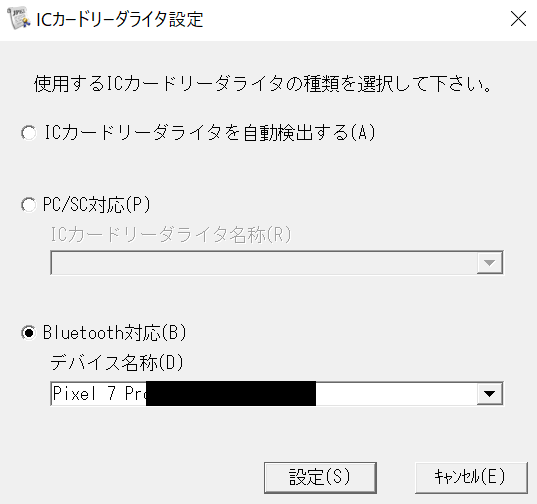 ICカードリーダライタ設定
使用するICカードリーダライタの種類を選択して下さい。
ICカードリーダライタを自動検出する(A)
PC/SC対応(P)
ICカードリーダライタ名称(R)
Bluetooth対応(B)
デバイス名称(D)
Pixel 7 Pro
設定(S)
ｷｬﾝｾﾙ(E)